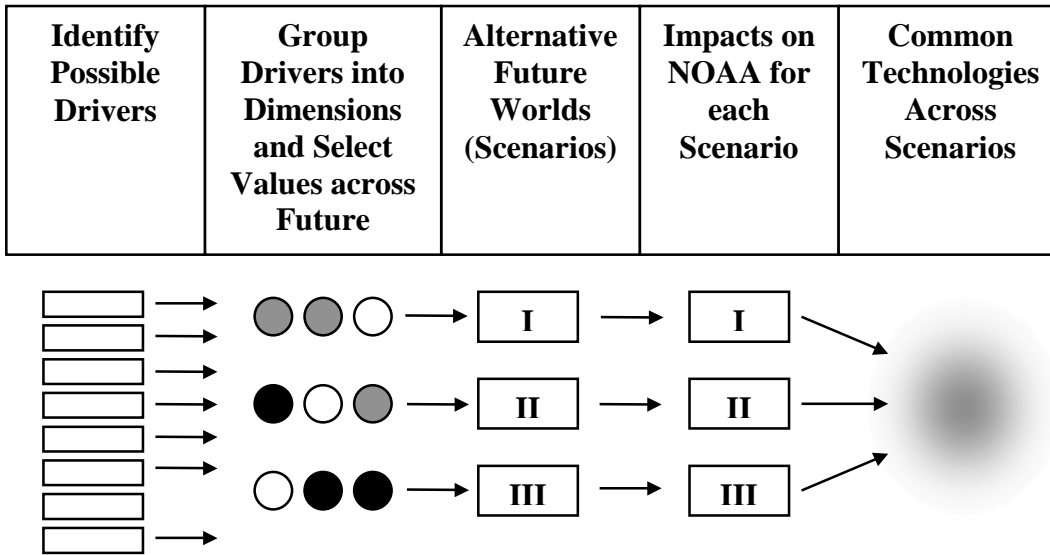 Identify
Possible
Drivers
Group
Drivers into
Dimensions
and Select
Values across
Future
Alternative
Future
Worlds
(Scenarios)
Impacts on
NOAA for
each
Scenario
Common
Technologies
Across
Scenarios
I
I
II
II
III
III